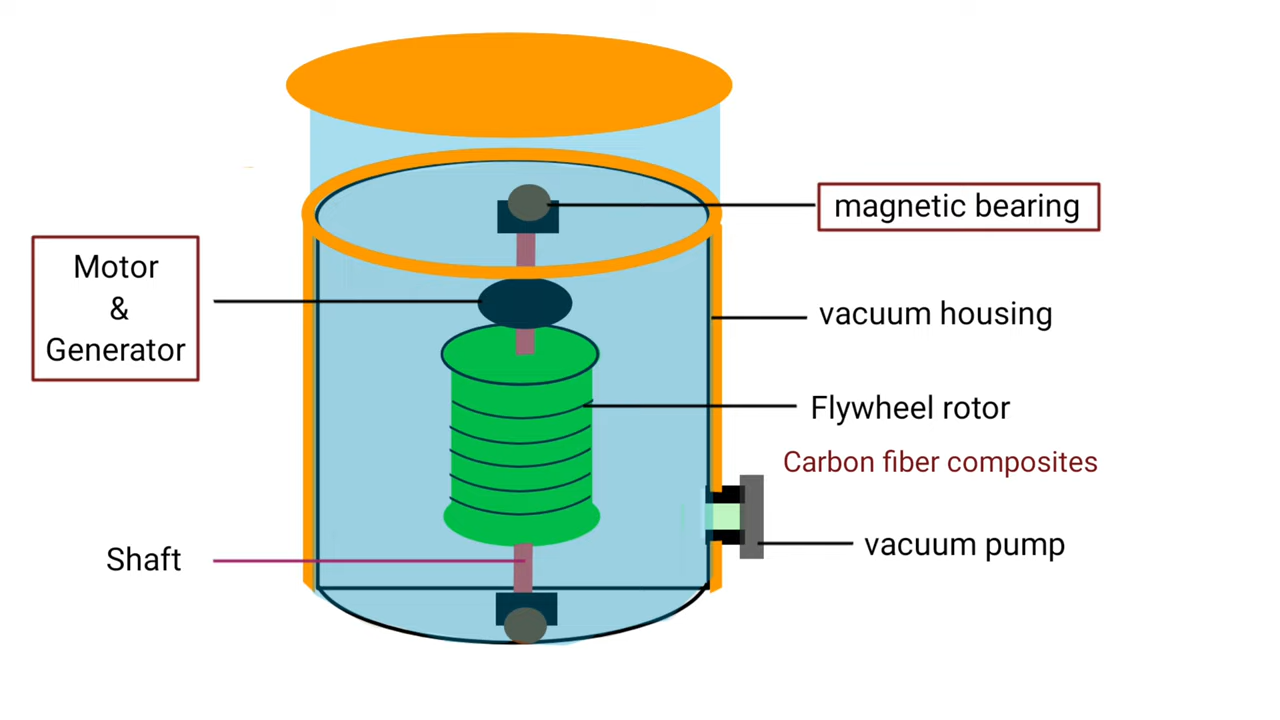 magnetic bearing
Motor
&
Generator
vacuum housing
Flywheel rotor
Carbon fiber composites
Shaft
vacuum pump